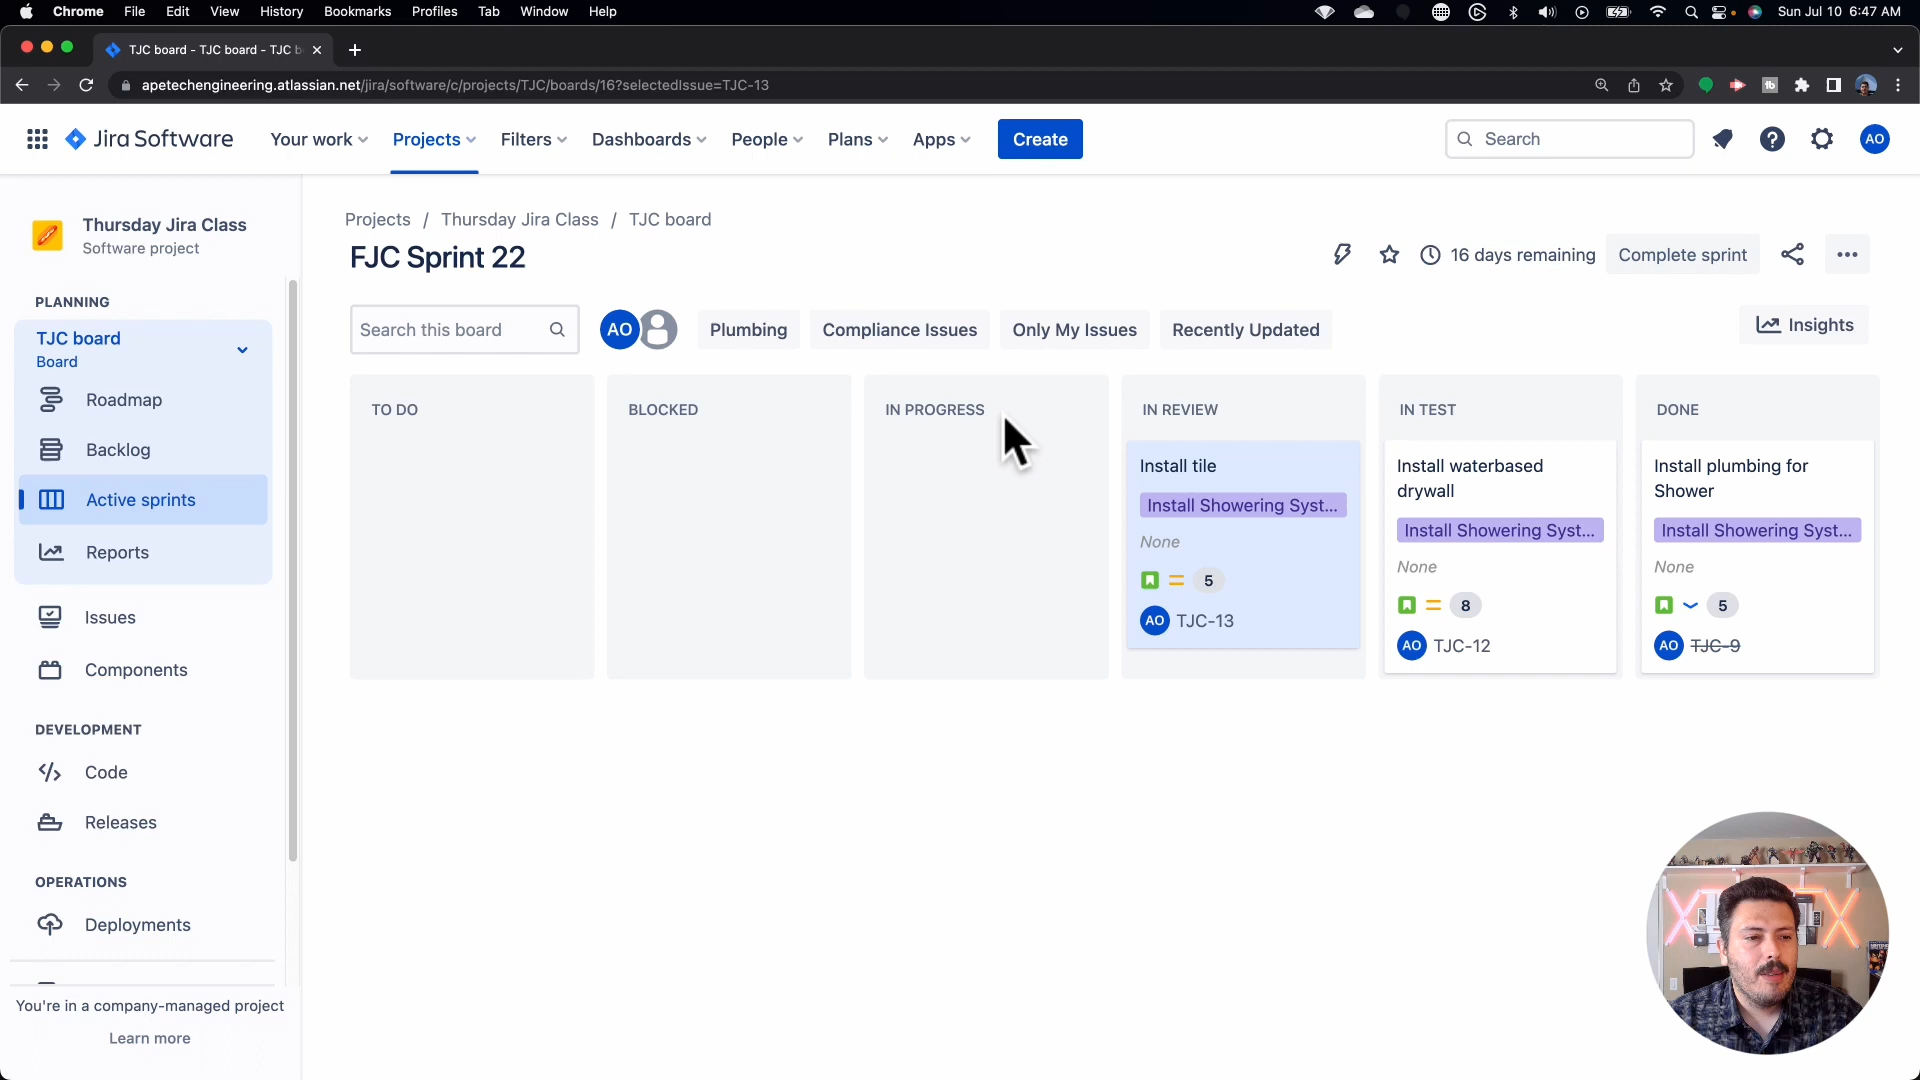 Chrome File Edit View History Bookmarks Profiles Tab Window Help
Sun Jul 10 6:47 AM
TJC board - TJC board - TJC b
apetechengineering.atlassian.net/jira/software/c/projects/TJC/boards/16?selectedIssue=TJC-13
Jira Software Your work Projects Filters Dashboards People Plans Apps Create Search AO
Thursday Jira Class
Software project
PLANNING
TJC board
Board
Roadmap
Backlog
Active sprints
Reports
Issues
Components
DEVELOPMENT
Code
Releases
OPERATIONS
Deployments
You're in a company-managed project
Learn more
Projects / Thursday Jira Class / TJC board
FJC Sprint 22
16 days remaining Complete sprint
Search this board AO Plumbing Compliance Issues Only My Issues Recently Updated Insights
TO DO
BLOCKED
IN PROGRESS
IN REVIEW
Install tile
Install Showering Syst...
None
5
AO TJC-13
IN TEST
Install waterbased
drywall
Install Showering Syst...
None
8
AO TJC-12
DONE
Install plumbing for
Shower
Install Showering Syst...
None
5
AO TJC-9